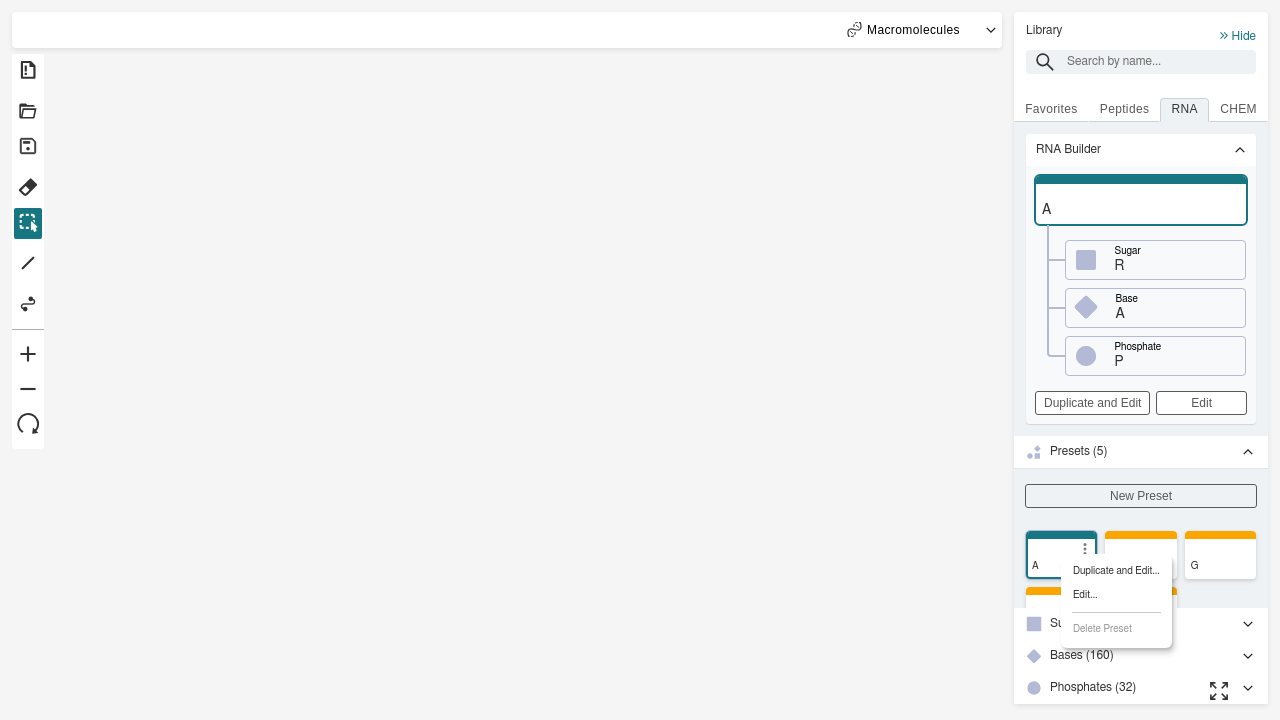 Macromolecules
Library
Hide
Search by name...
Favorites
Peptides
RNA
CHEM
RNA Builder
A
Sugar
R
Base
A
Phosphate
P
Duplicate and Edit
Edit
Presets (5)
New Preset
A
G
Duplicate and Edit...
Edit...
Delete Preset
Su
Bases (160)
Phosphates (32)